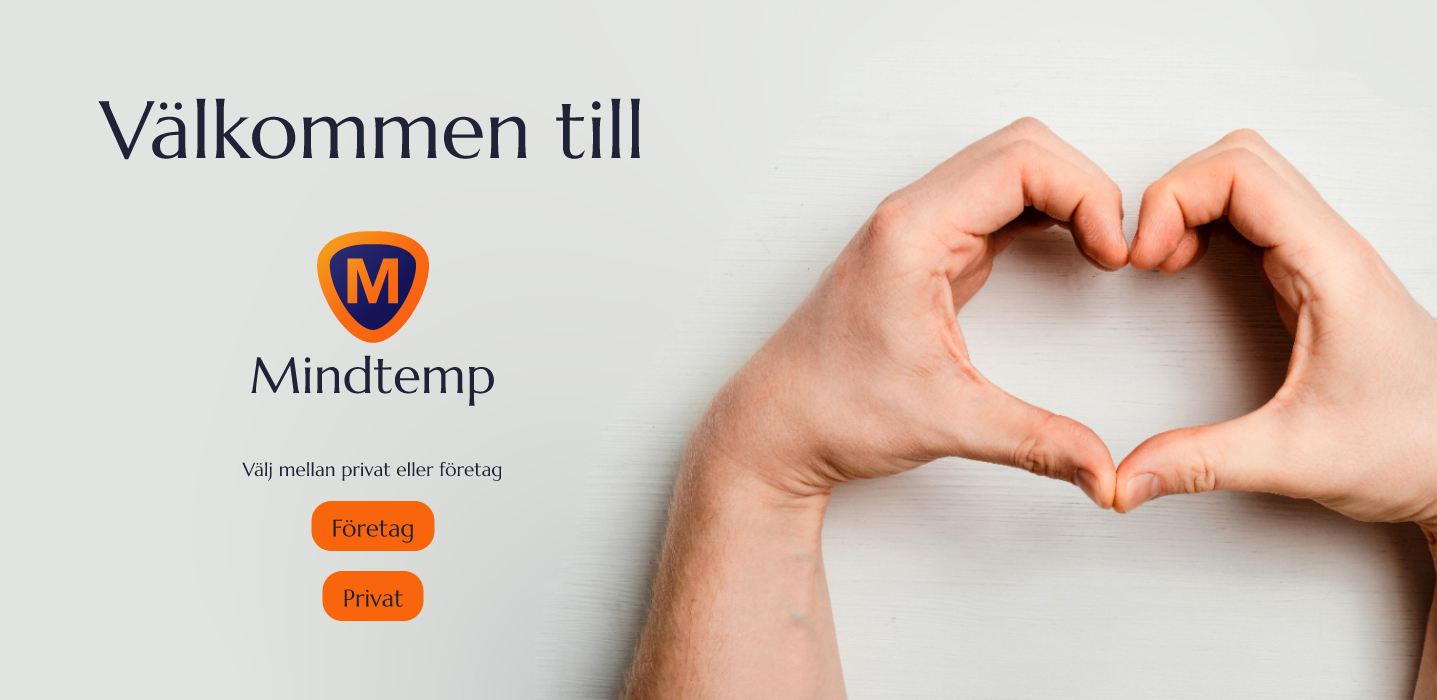 Välkommen till
M
Mindtemp
Välj mellan privat eller företag
Företag
Privat